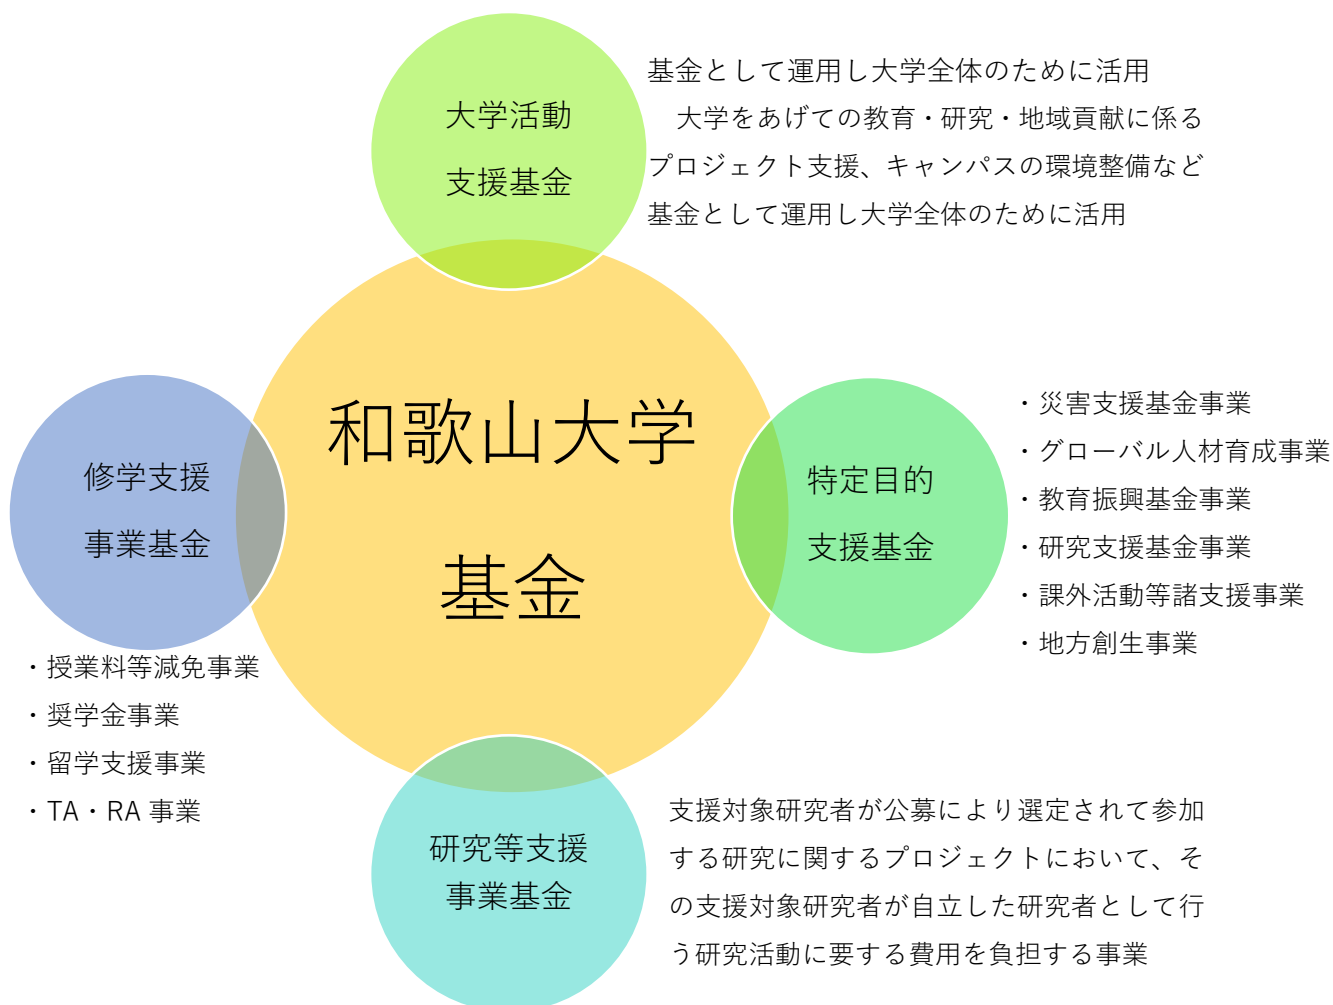 大学活動
支援基金
基金として運用し大学全体のために活用
大学をあげての教育・研究・地域貢献に係る
プロジェクト支援、キャンパスの環境整備など
基金として運用し大学全体のために活用
和歌山大学
基金
修学支援
事業基金
・授業料等減免事業
・奨学金事業
・留学支援事業
・TA・RA 事業
特定目的
支援基金
・災害支援基金事業
・グローバル人材育成事業
・教育振興基金事業
・研究支援基金事業
・課外活動等諸支援事業
・地方創生事業
研究等支援
事業基金
支援対象研究者が公募により選定されて参加
する研究に関するプロジェクトにおいて、そ
の支援対象研究者が自立した研究者として行
う研究活動に要する費用を負担する事業